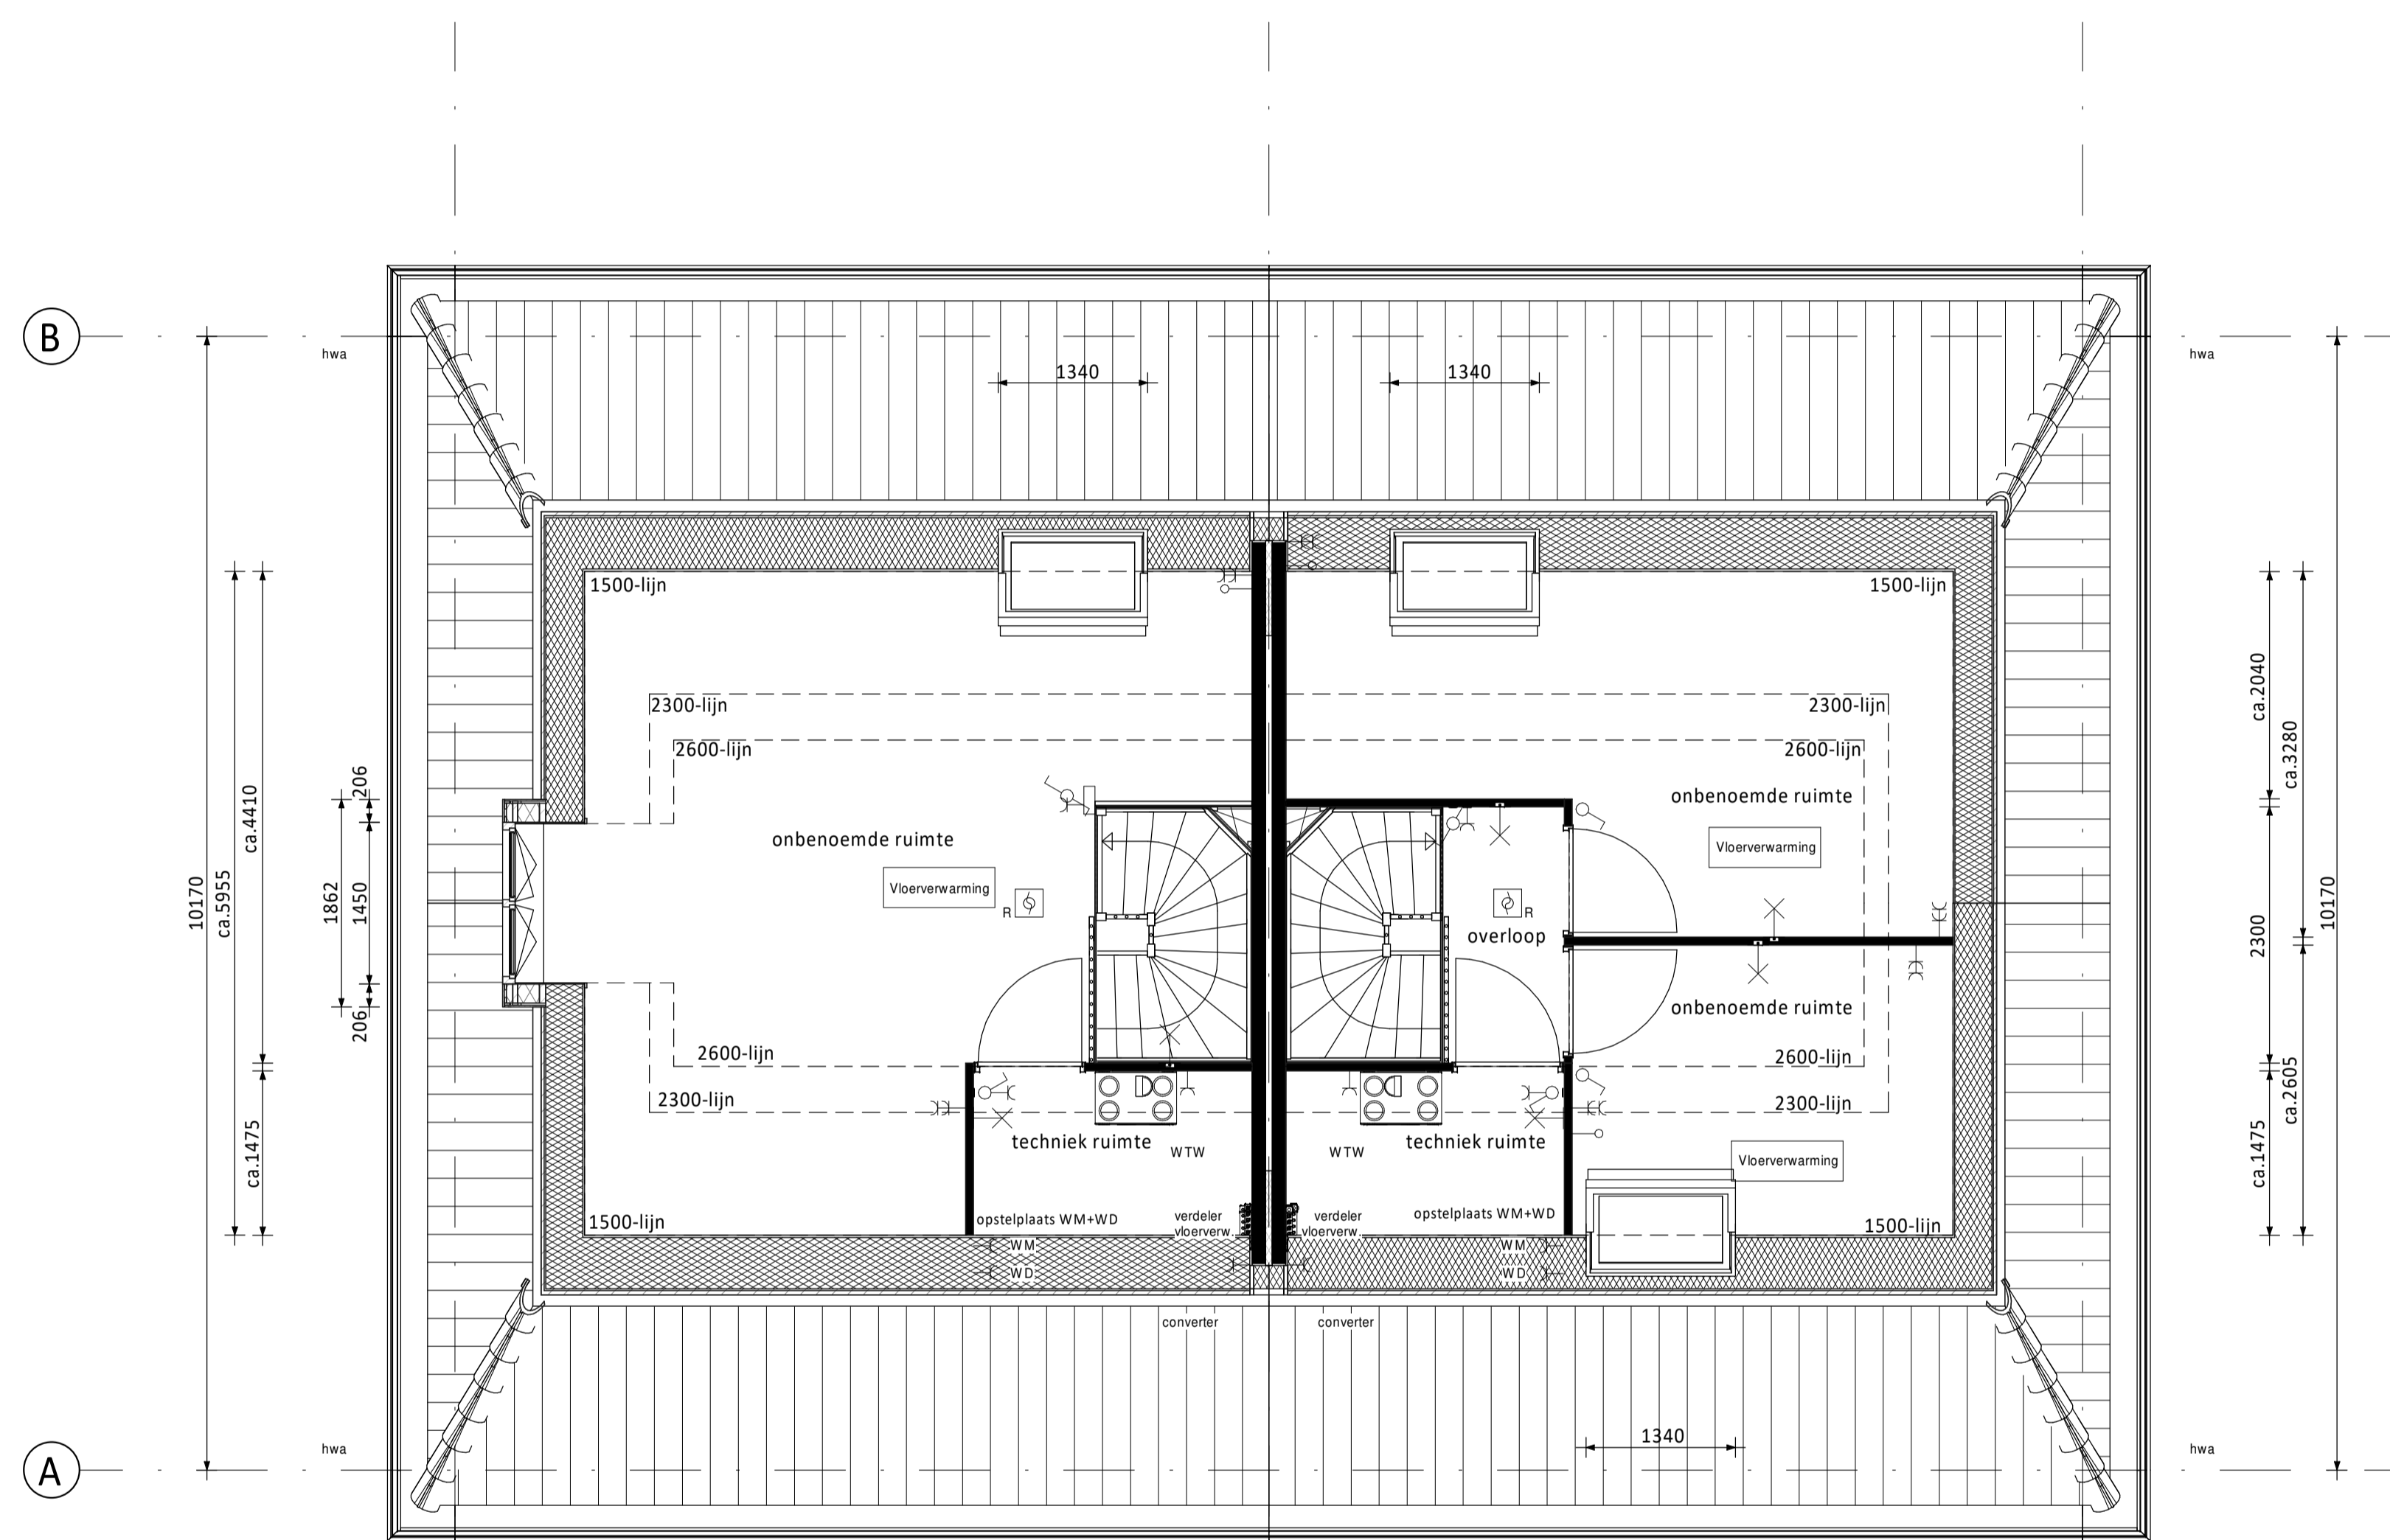 B
hwa
hwa
1340
1340
1500-lijn
1500-lijn
2300-lijn
2300-lijn
2600-lijn
2600-lijn
10170
ca.5955
ca.4410
ca.1475
1862
206
1450
206
onbenoemde ruimte
Vloerverwarming
R
R
overloop
onbenoemde ruimte
Vloerverwarming
onbenoemde ruimte
ca.2040
2300
ca.1475
ca.3280
ca.2605
10170
2600-lijn
2600-lijn
2300-lijn
2300-lijn
techniek ruimte
WTW
WTW
techniek ruimte
Vloerverwarming
1500-lijn
opstelplaats WM+WD
verdeler
vloerverw.
verdeler
vloerverw.
opstelplaats WM+WD
1500-lijn
WM
WD
WM
WD
converter
converter
1340
hwa
hwa
A